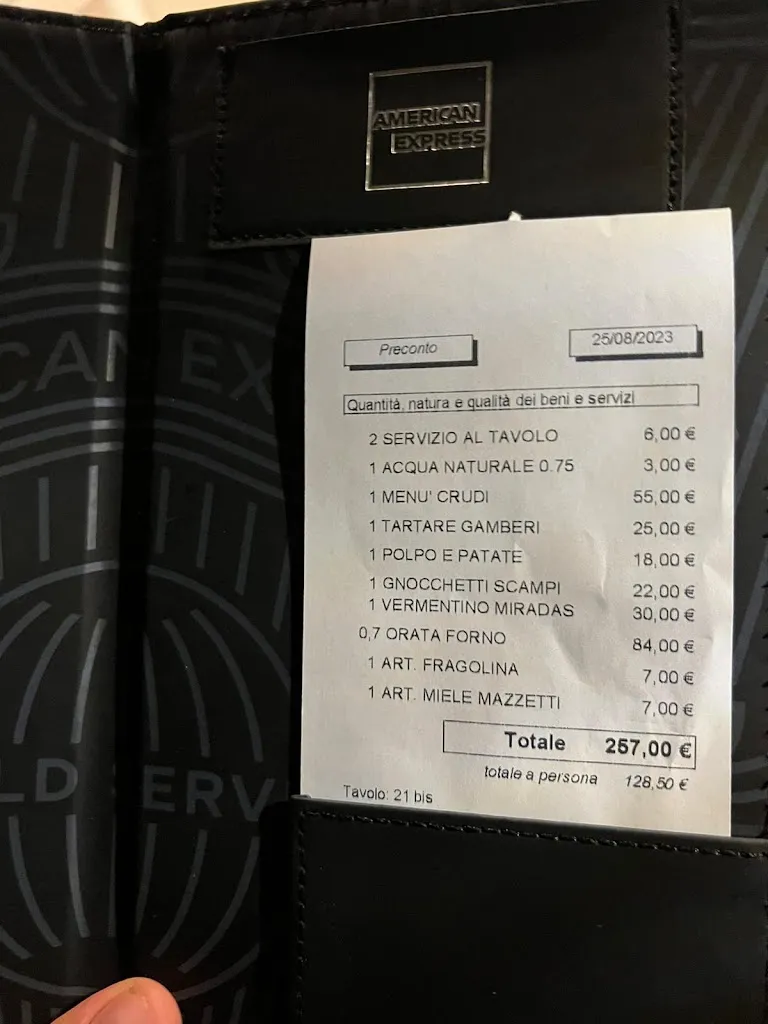 AMERICAN
EXPRESS
CAN EX
LD SERV
Preconto 25/08/2023
Quantità, natura e qualità dei beni e servizi
2 SERVIZIO AL TAVOLO 6,00 €
1 ACQUA NATURALE 0.75 3,00 €
1 MENU' CRUDI 55,00 €
1 TARTARE GAMBERI 25,00 €
1 POLPO E PATATE 18,00 €
1 GNOCCHETTI SCAMPI 22,00 €
1 VERMENTINO MIRADAS 30,00 €
0,7 ORATA FORNO 84,00 €
1 ART. FRAGOLINA 7,00 €
1 ART. MIELE MAZZETTI 7,00 €
Totale 257,00 €
totale a persona 128,50 €
Tavolo: 21 bis